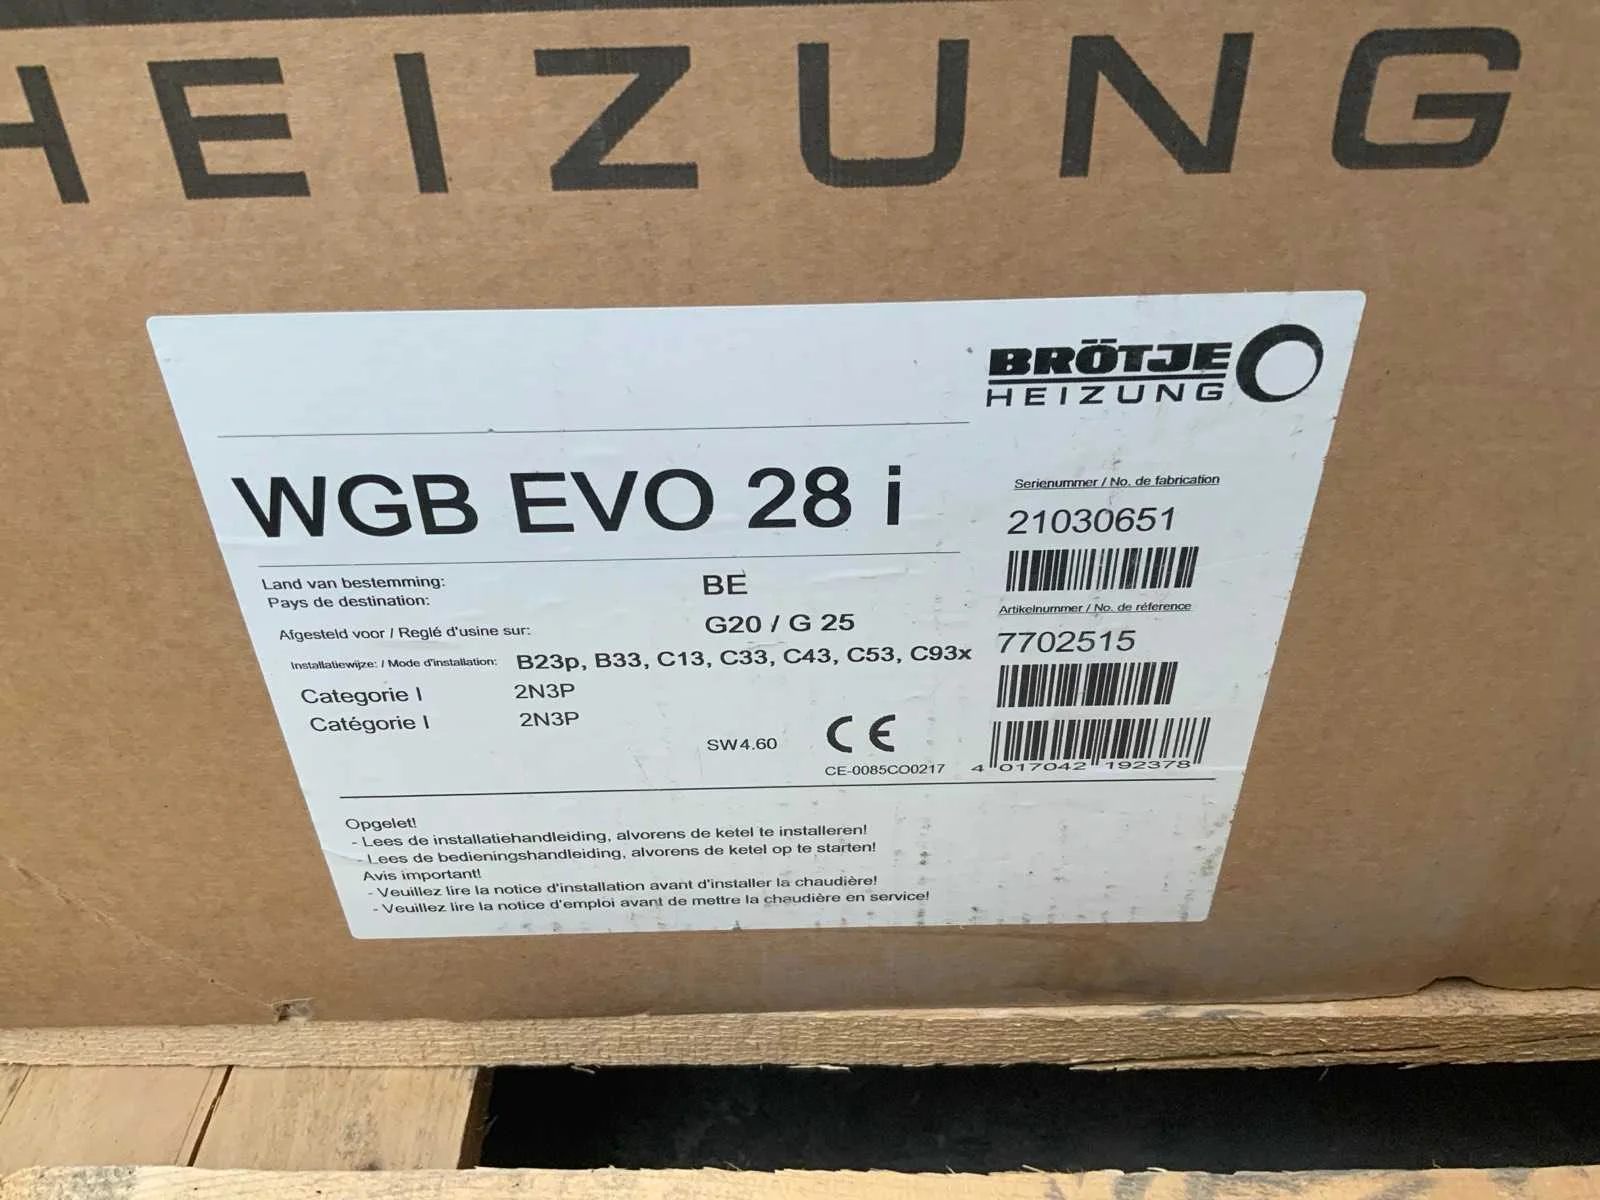 HEIZUNG
BRÖTJE
HEIZUNG
WGB EVO 28 i
Serienummer / No. de fabrication
21030651
Land van bestemming:
Pays de destination:
BE
Artikelnummer / No. de réference
7702515
Afgesteld voor / Reglé d'usine sur:
G20 / G 25
Installatiewijze: / Mode d'installation:
B23p, B33, C13, C33, C43, C53, C93x
Categorie I 2N3P
Catégorie I 2N3P
SW4.60
CE
CE-0085CO0217
4 017042 192378
Opgelet!
- Lees de installatiehandleiding, alvorens de ketel te installeren!
- Lees de bedieningshandleiding, alvorens de ketel op te starten!
Avis important!
- Veuillez lire la notice d'installation avant d'installer la chaudière!
- Veuillez lire la notice d'emploi avant de mettre la chaudière en service!